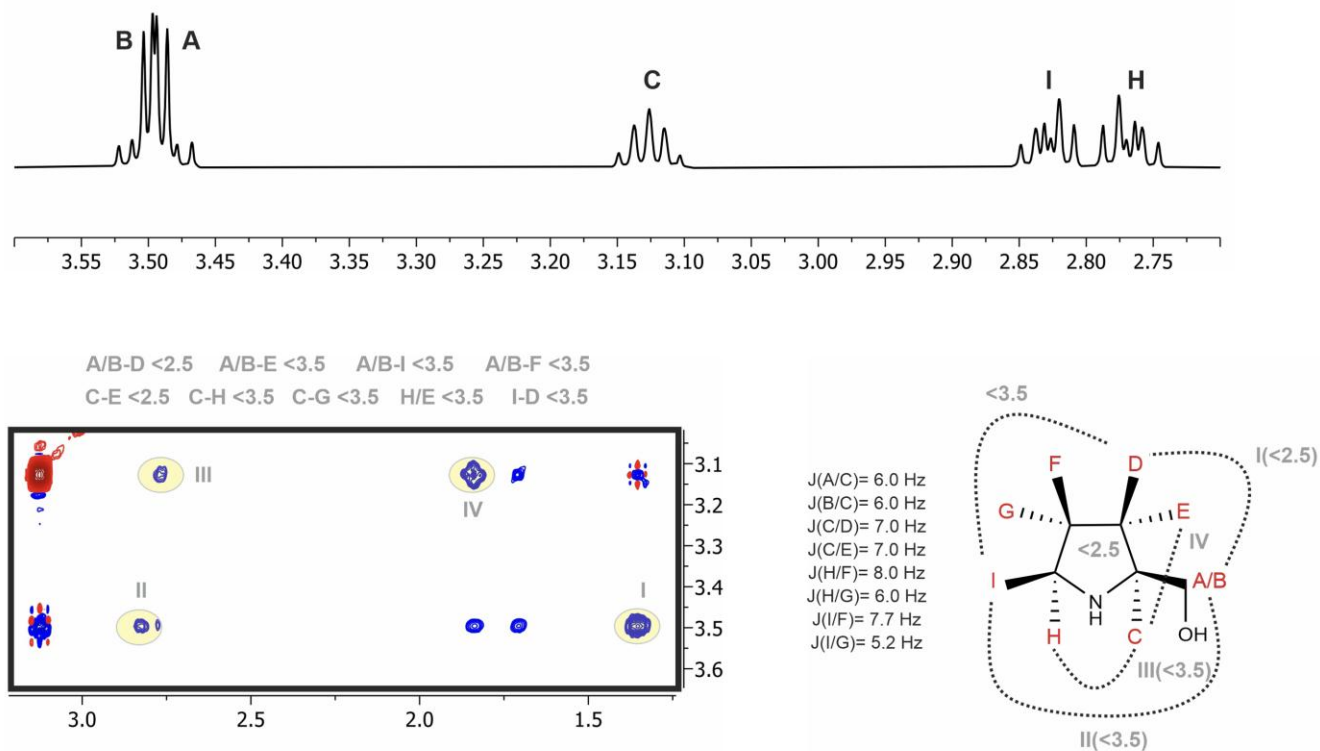 B A C I H
3.55 3.50 3.45 3.40 3.35 3.30 3.25 3.20 3.15 3.10 3.05 3.00 2.95 2.90 2.85 2.80 2.75
A/B-D <2.5 A/B-E <3.5 A/B-I <3.5 A/B-F <3.5
C-E <2.5 C-H <3.5 C-G <3.5 H/E <3.5 I-D <3.5
III
IV
II
I
3.1
3.2
3.3
3.4
3.5
3.6
3.0 2.5 2.0 1.5
J(A/C)= 6.0 Hz
J(B/C)= 6.0 Hz
J(C/D)= 7.0 Hz
J(C/E)= 7.0 Hz
J(H/F)= 8.0 Hz
J(H/G)= 6.0 Hz
J(I/F)= 7.7 Hz
J(I/G)= 5.2 Hz
<3.5
I(<2.5)
F D
G E
<2.5 IV
I A/B
N
H
H C OH
III(<3.5)
II(<3.5)